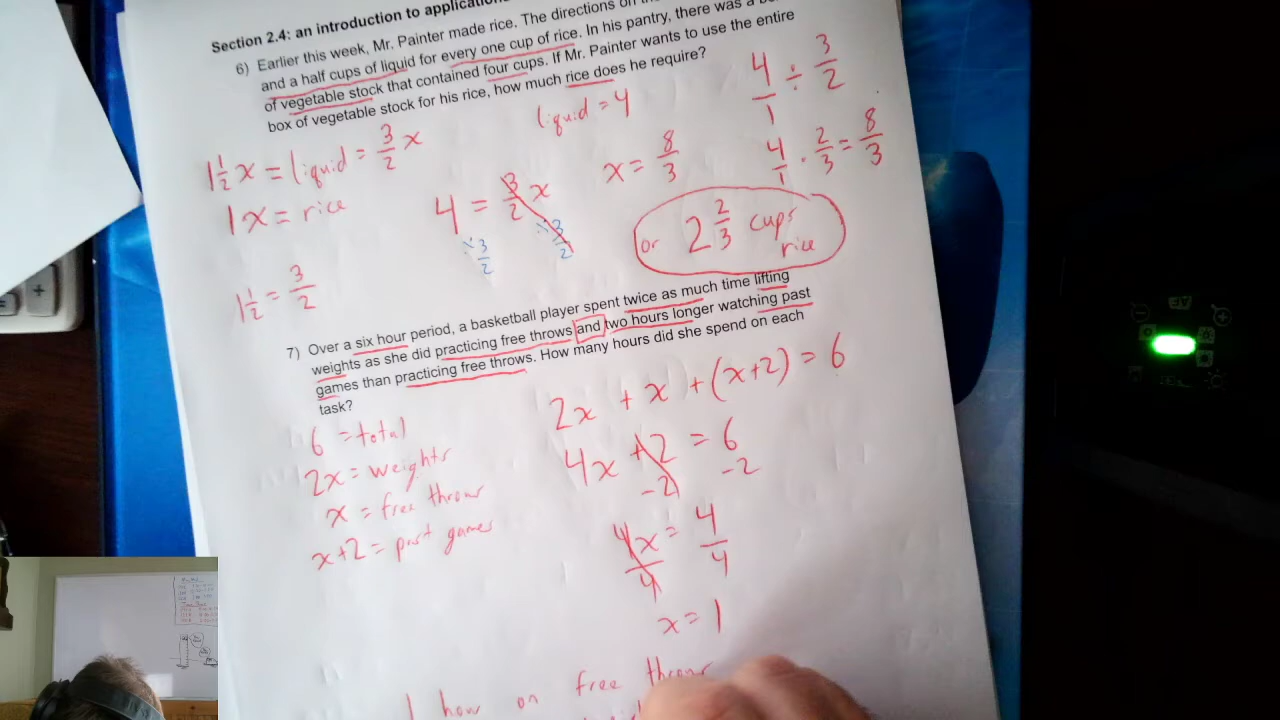 Section 2.4: an introduction to
6) Earlier this week, Mr. Painter made rice. The directions on
and a half cups of liquid for every one cup of rice. In his pantry, there was a
of vegetable stock that contained four cups. If Mr. Painter wants to use the entire
box of vegetable stock for his rice, how much rice does he require?
liquid = 4
4/1 ÷ 3/2
1 1/2 x = liquid = 3/2 x
x = 8/3
4/1 · 2/3 = 8/3
1x = rice
4 = 3/2 x
÷ 3/2 ÷ 3/2
or 2 2/3 cups
rice
1 1/2 = 3/2
7) Over a six hour period, a basketball player spent twice as much time lifting
weights as she did practicing free throws and two hours longer watching past
games than practicing free throws. How many hours did she spend on each
task?
2x + x + (x+2) = 6
6 = total
4x + 2 = 6
2x = weights
-2 -2
x = free throws
4x/4 = 4/4
x+2 = past games
x = 1
1 hour on free throws